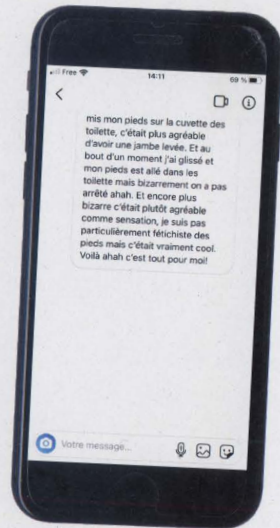 Free 14:11 69 %
mis mon pieds sur la cuvette des
toilette, c'était plus agréable
d'avoir une jambe levée. Et au
bout d'un moment j'ai glissé et
mon pieds est allé dans les
toilette mais bizarrement on a pas
arrêté ahah. Et encore plus
bizarre c'était plutôt agréable
comme sensation, je suis pas
particulièrement fétichiste des
pieds mais c'était vraiment cool.
Voilà ahah c'est tout pour moi!
Votre message...